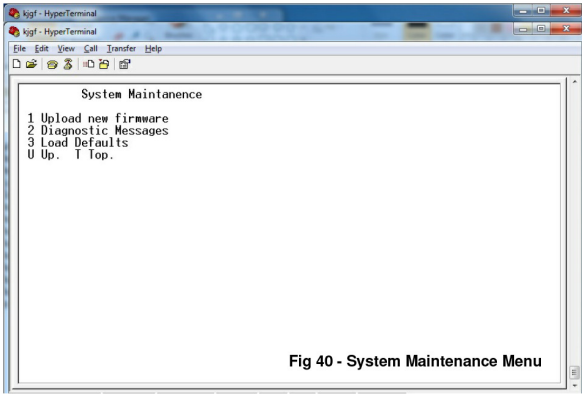 kjgf - HyperTerminal
kjgf - HyperTerminal
File Edit View Call Transfer Help
System Maintanence
1 Upload new firmware
2 Diagnostic Messages
3 Load Defaults
U Up. T Top.
Fig 40 - System Maintenance Menu